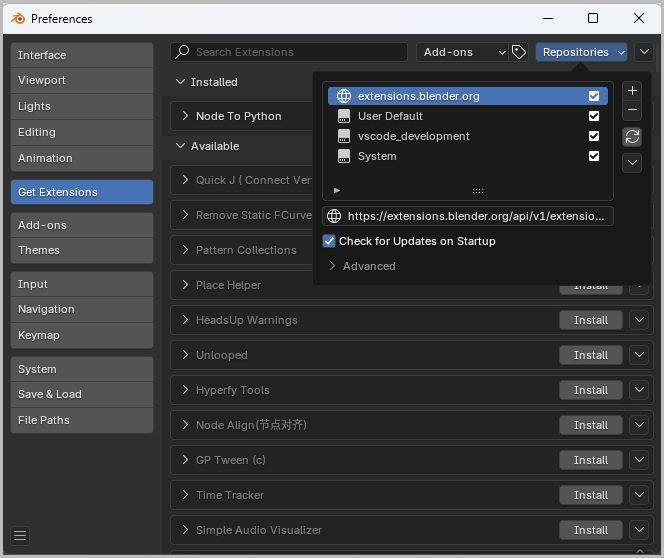 Preferences
Interface
Viewport
Lights
Editing
Animation
Get Extensions
Add-ons
Themes
Input
Navigation
Keymap
System
Save & Load
File Paths
Search Extensions
Add-ons
Repositories
Installed
Node To Python
Available
Quick J ( Connect Ver
Remove Static FCurve
Pattern Collections
extensions.blender.org
User Default
vscode_development
System
https://extensions.blender.org/api/v1/extensio...
Check for Updates on Startup
Advanced
Place Helper Install
HeadsUp Warnings Install
Unlooped Install
Hyperfy Tools Install
Node Align(节点对齐) Install
GP Tween (c) Install
Time Tracker Install
Simple Audio Visualizer Install